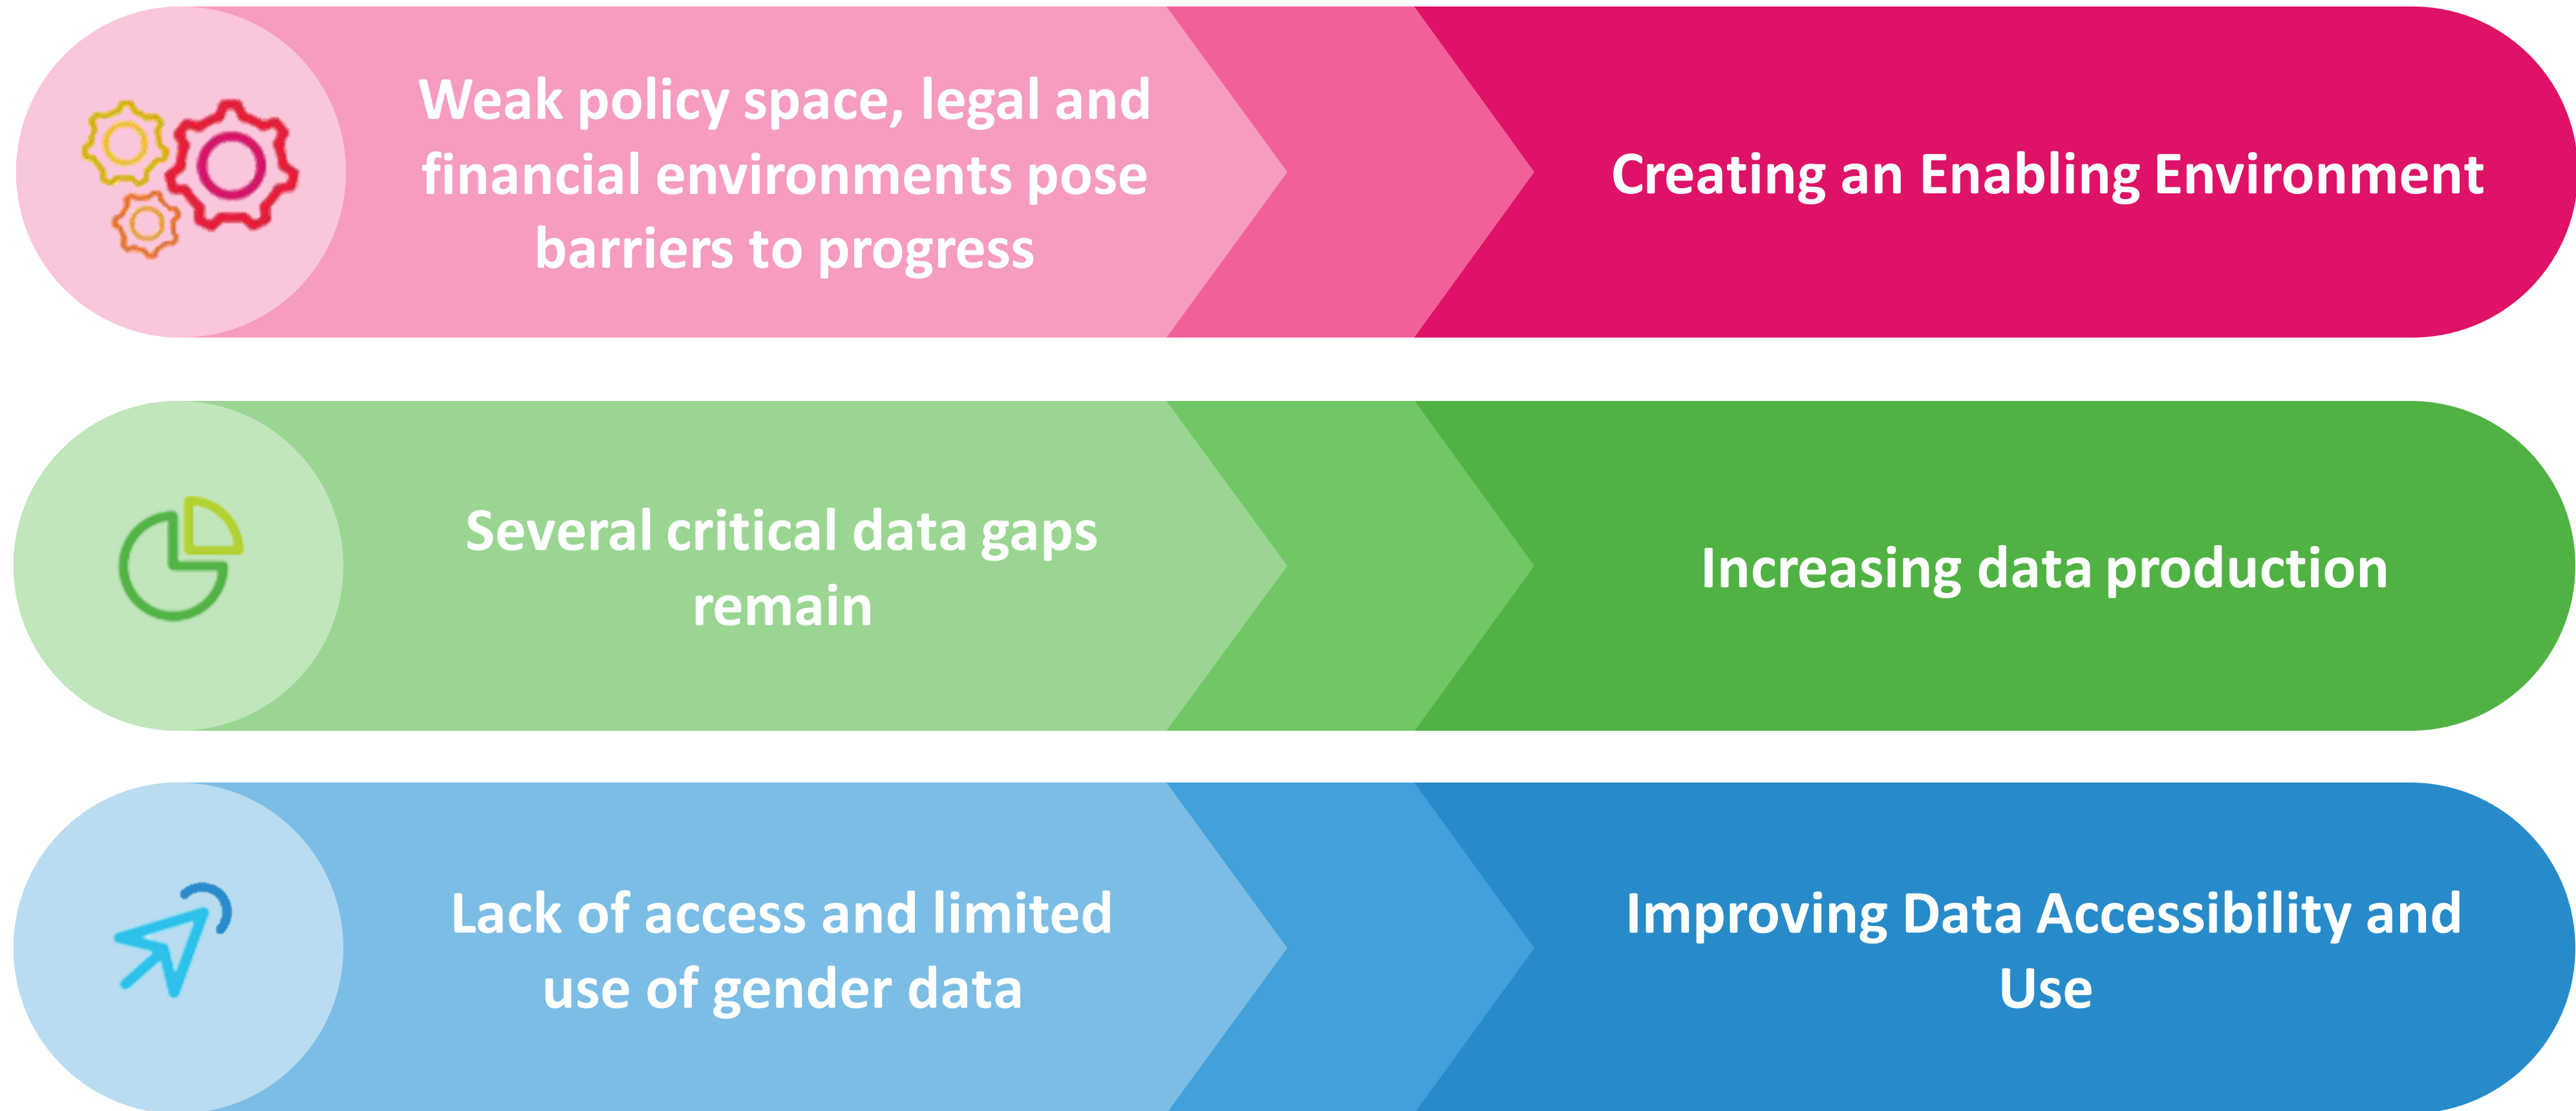 Weak policy space, legal and
financial environments pose
barriers to progress
Creating an Enabling Environment
Several critical data gaps
remain
Increasing data production
Lack of access and limited
use of gender data
Improving Data Accessibility and
Use